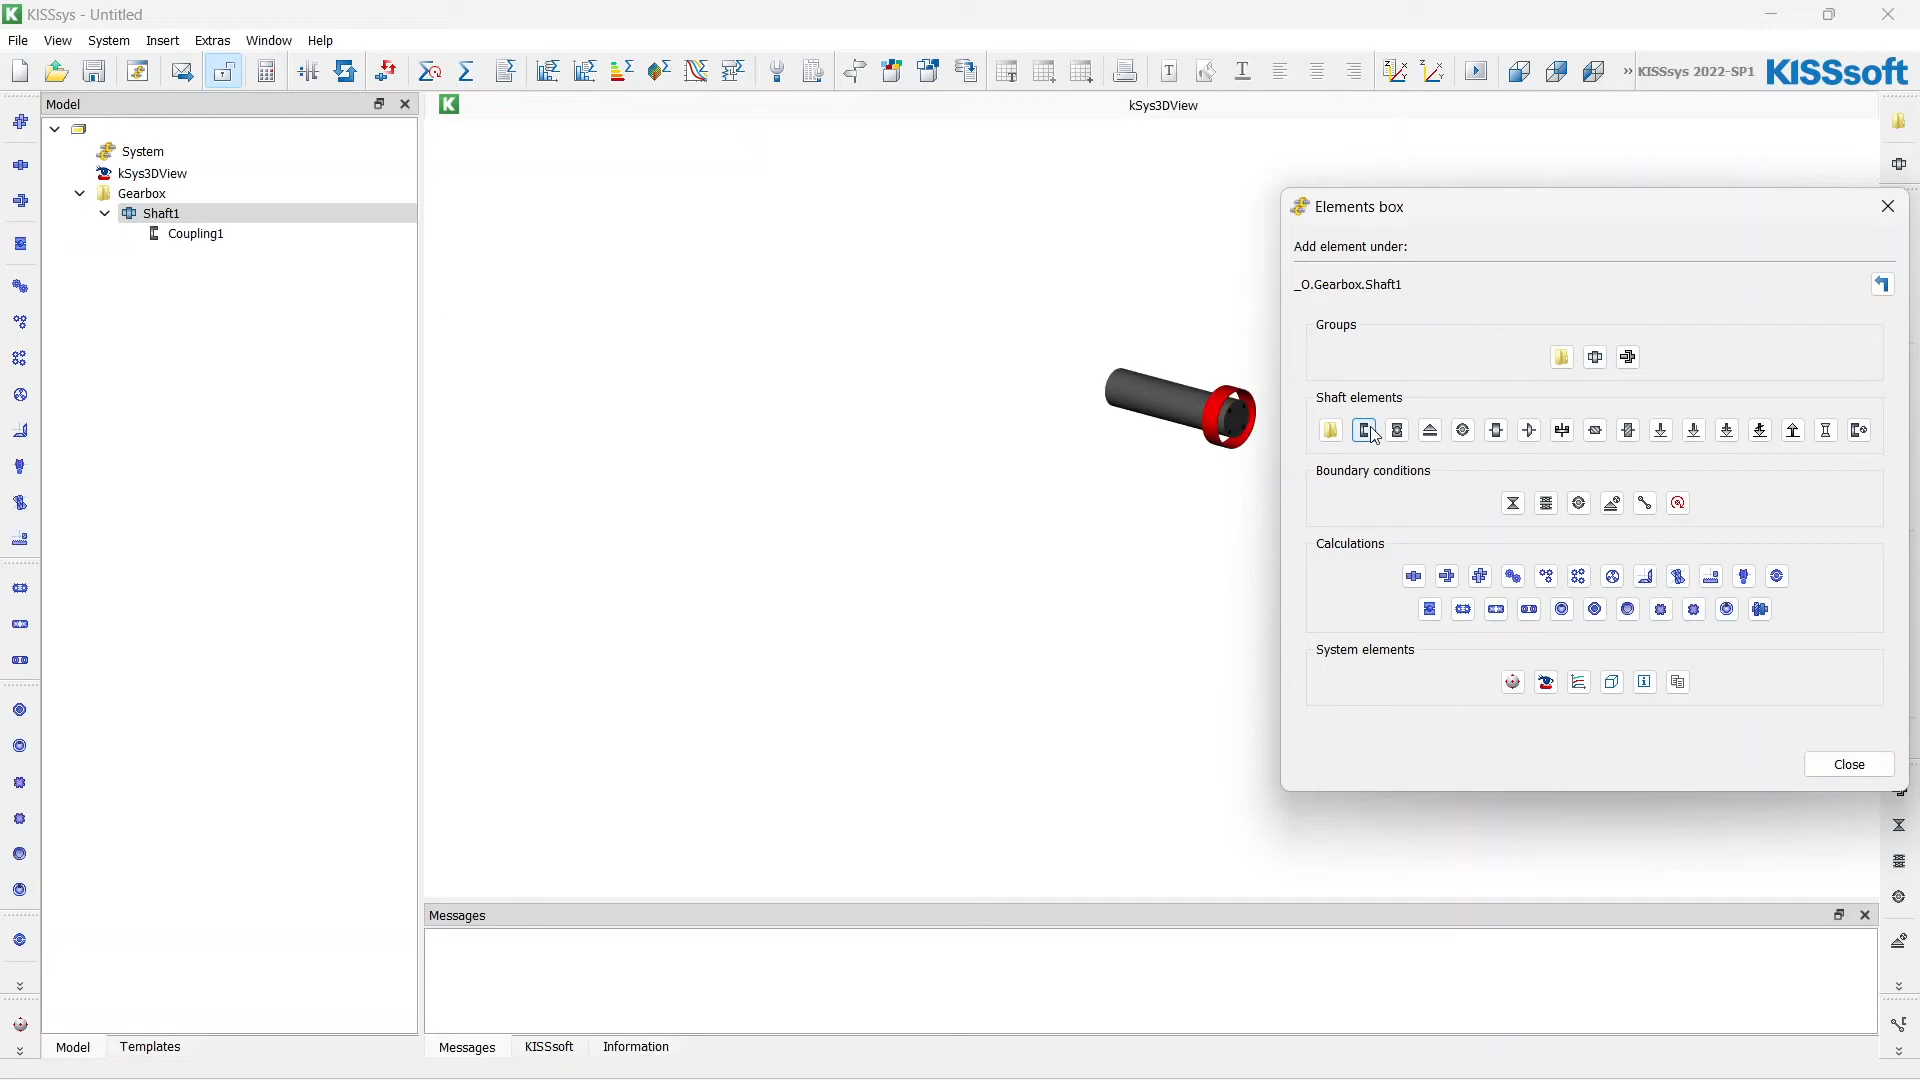 KISSsys - Untitled
File View System Insert Extras Window Help
KISSsys 2022-SP1 KISSsoft
Model
kSys3DView
System
kSys3DView
Gearbox
Shaft1
Coupling1
Elements box
Add element under:
_O.Gearbox.Shaft1
Groups
Shaft elements
Boundary conditions
Calculations
System elements
Close
Messages
Model Templates
Messages KISSsoft Information